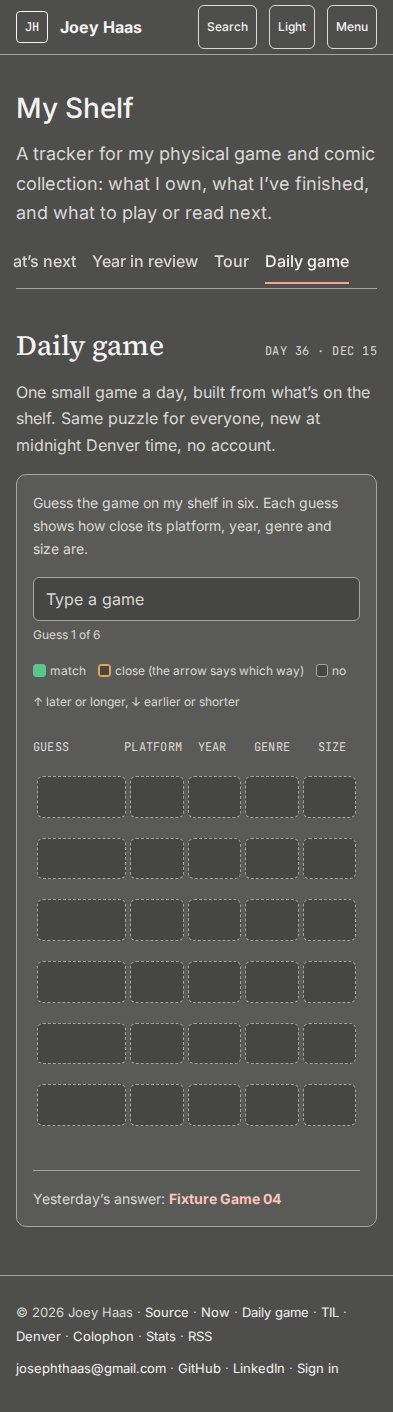 JH Joey Haas Search Light Menu
My Shelf
A tracker for my physical game and comic
collection: what I own, what I’ve finished,
and what to play or read next.
at’s next Year in review Tour Daily game
Daily game DAY 36 · DEC 15
One small game a day, built from what’s on the
shelf. Same puzzle for everyone, new at
midnight Denver time, no account.
Guess the game on my shelf in six. Each guess
shows how close its platform, year, genre and
size are.
Type a game
Guess 1 of 6
match close (the arrow says which way) no
↑ later or longer, ↓ earlier or shorter
GUESS PLATFORM YEAR GENRE SIZE
Yesterday’s answer: Fixture Game 04
© 2026 Joey Haas · Source · Now · Daily game · TIL ·
Denver · Colophon · Stats · RSS
josephthaas@gmail.com · GitHub · LinkedIn · Sign in